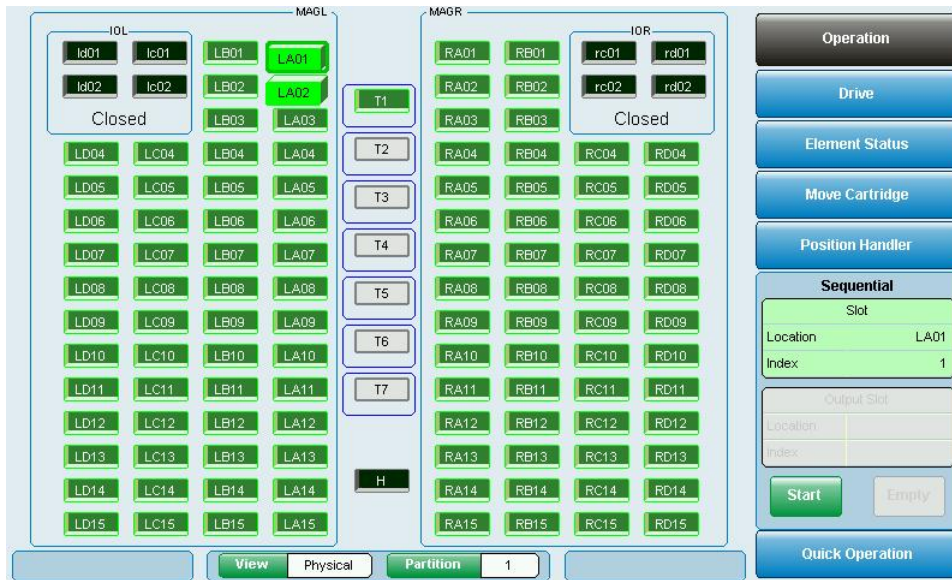 MAGL MAGR
IOL IOR
ld01 lc01 LB01 LA01 RA01 RB01 rc01 rd01
ld02 lc02 LB02 LA02 T1 RA02 RB02 rc02 rd02
Closed LB03 LA03 RA03 RB03 Closed
LD04 LC04 LB04 LA04 T2 RA04 RB04 RC04 RD04
LD05 LC05 LB05 LA05 T3 RA05 RB05 RC05 RD05
LD06 LC06 LB06 LA06 RA06 RB06 RC06 RD06
LD07 LC07 LB07 LA07 T4 RA07 RB07 RC07 RD07
LD08 LC08 LB08 LA08 T5 RA08 RB08 RC08 RD08
LD09 LC09 LB09 LA09 RA09 RB09 RC09 RD09
LD10 LC10 LB10 LA10 T6 RA10 RB10 RC10 RD10
LD11 LC11 LB11 LA11 T7 RA11 RB11 RC11 RD11
LD12 LC12 LB12 LA12 RA12 RB12 RC12 RD12
LD13 LC13 LB13 LA13 RA13 RB13 RC13 RD13
LD14 LC14 LB14 LA14 H RA14 RB14 RC14 RD14
LD15 LC15 LB15 LA15 RA15 RB15 RC15 RD15
View Physical Partition 1
Operation
Drive
Element Status
Move Cartridge
Position Handler
Sequential
Slot
Location LA01
Index 1
Output Slot
Location
Index
Start Empty
Quick Operation